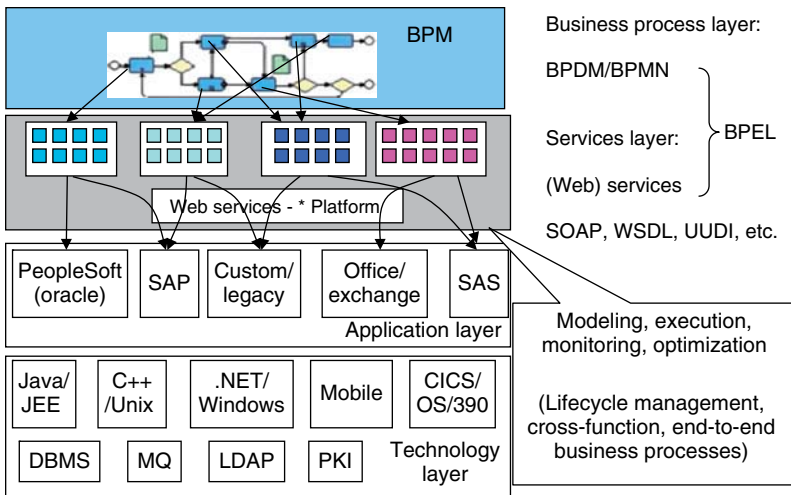 BPM
Web services - * Platform
PeopleSoft
(oracle)
SAP
Custom/
legacy
Office/
exchange
SAS
Application layer
Java/
JEE
C++
/Unix
.NET/
Windows
Mobile
CICS/
OS/390
DBMS
MQ
LDAP
PKI
Technology
layer
Business process layer:
BPDM/BPMN
Services layer:
(Web) services
BPEL
SOAP, WSDL, UUDI, etc.
Modeling, execution,
monitoring, optimization
(Lifecycle management,
cross-function, end-to-end
business processes)